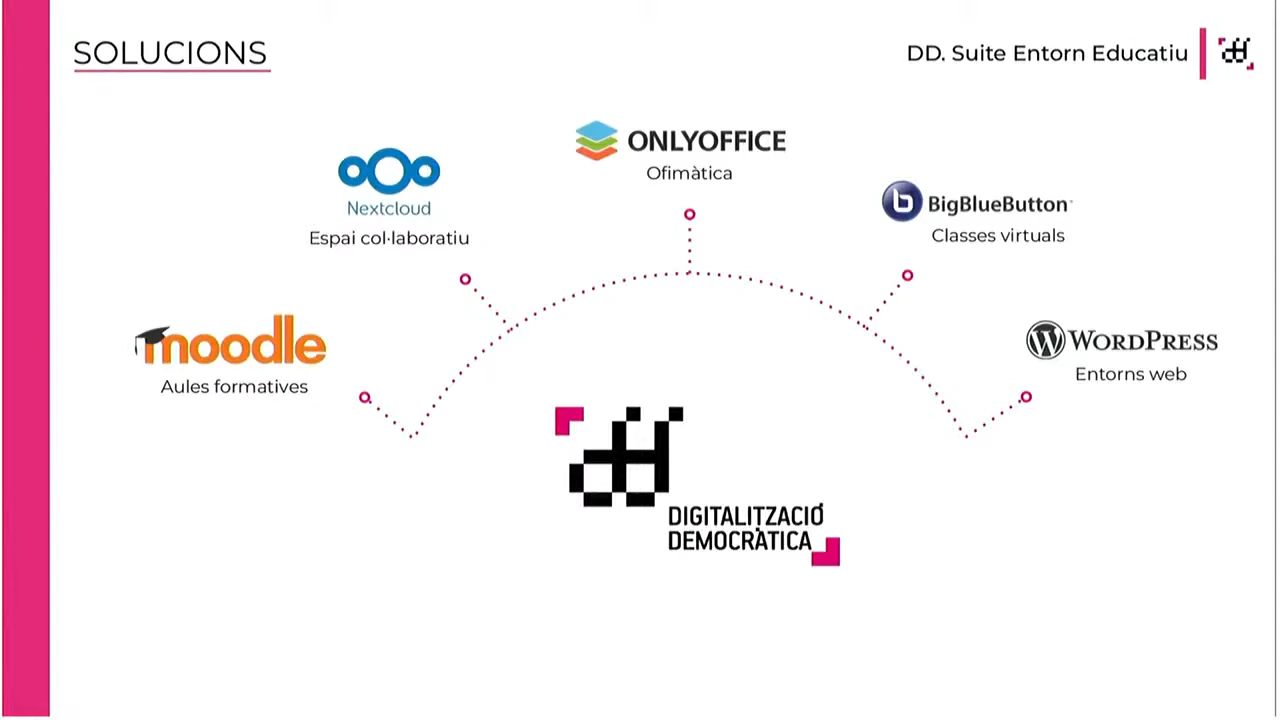 SOLUCIONS
DD. Suite Entorn Educatiu
ONLYOFFICE
Ofimàtica
Nextcloud
Espai col·laboratiu
BigBlueButton
Classes virtuals
moodle
Aules formatives
WORDPRESS
Entorns web
DIGITALITZACIÓ
DEMOCRÀTICA